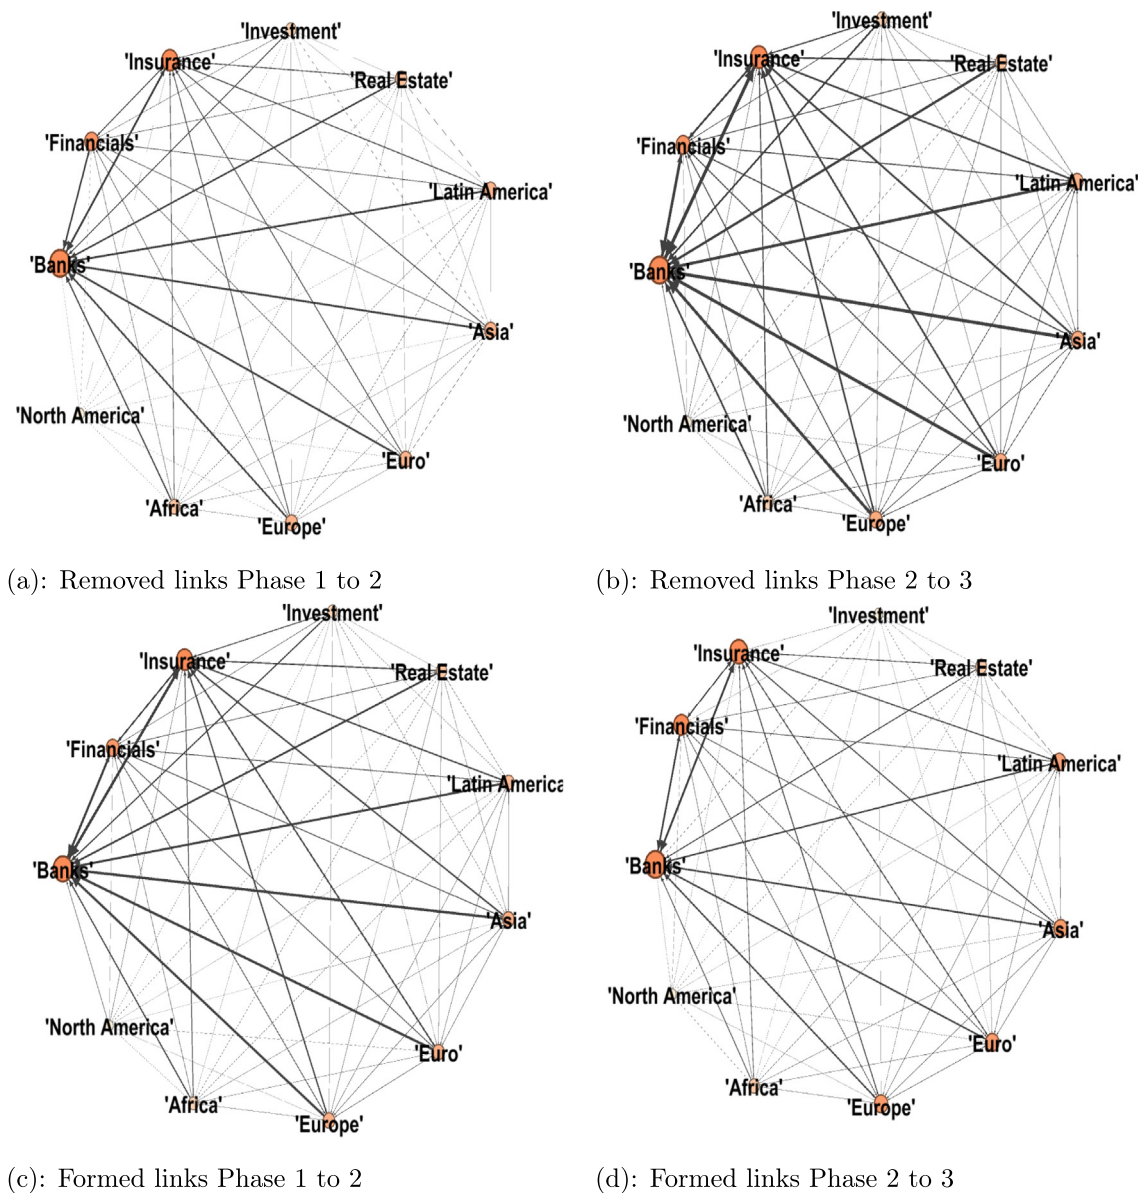 'Investment'
'Insurance'
'Real Estate'
'Financials'
'Latin America'
'Banks'
'Asia'
'North America'
'Euro'
'Africa'
'Europe'
(a): Removed links Phase 1 to 2
'Investment'
'Insurance'
'Real Estate'
'Financials'
'Latin America'
'Banks'
'Asia'
'North America'
'Euro'
'Africa'
'Europe'
(b): Removed links Phase 2 to 3
'Investment'
'Insurance'
'Real Estate'
'Financials'
'Latin America
'Banks'
'Asia'
'North America'
'Euro'
'Africa'
'Europe'
(c): Formed links Phase 1 to 2
'Investment'
'Insurance'
'Real Estate'
'Financials'
'Latin America'
'Banks'
'Asia'
'North America'
'Euro'
'Africa'
'Europe'
(d): Formed links Phase 2 to 3